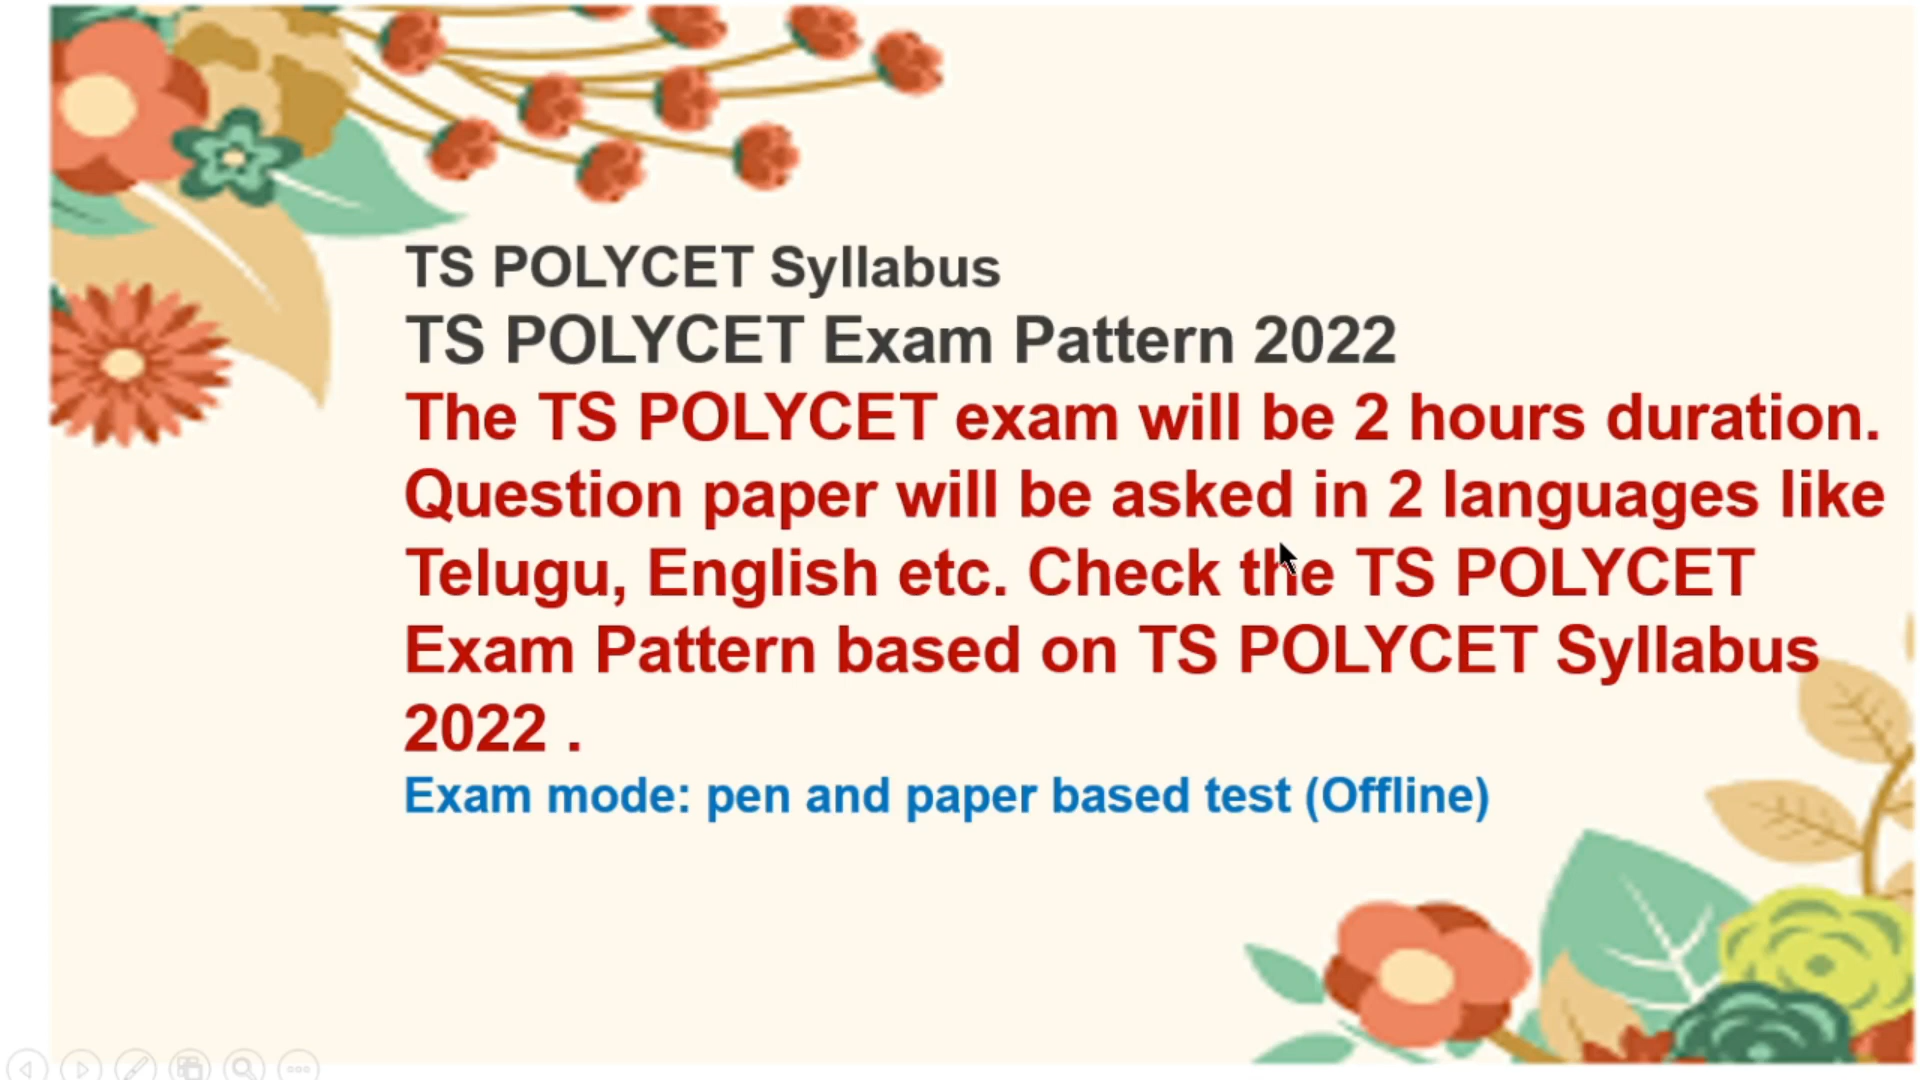 TS POLYCET Syllabus
TS POLYCET Exam Pattern 2022
The TS POLYCET exam will be 2 hours duration.
Question paper will be asked in 2 languages like
Telugu, English etc. Check the TS POLYCET
Exam Pattern based on TS POLYCET Syllabus
2022 .
Exam mode: pen and paper based test (Offline)